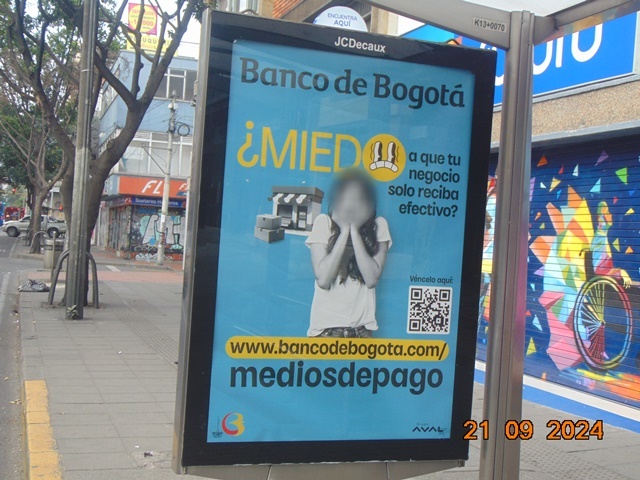 ENCUENTRA
AQUÍ
K13+0070
JCDecaux
Banco de Bogotá
¿MIEDO
a que tu
negocio
solo reciba
efectivo?
Véncelo aquí:
www.bancodebogota.com/
mediosdepago
AVAL
21 09 2024